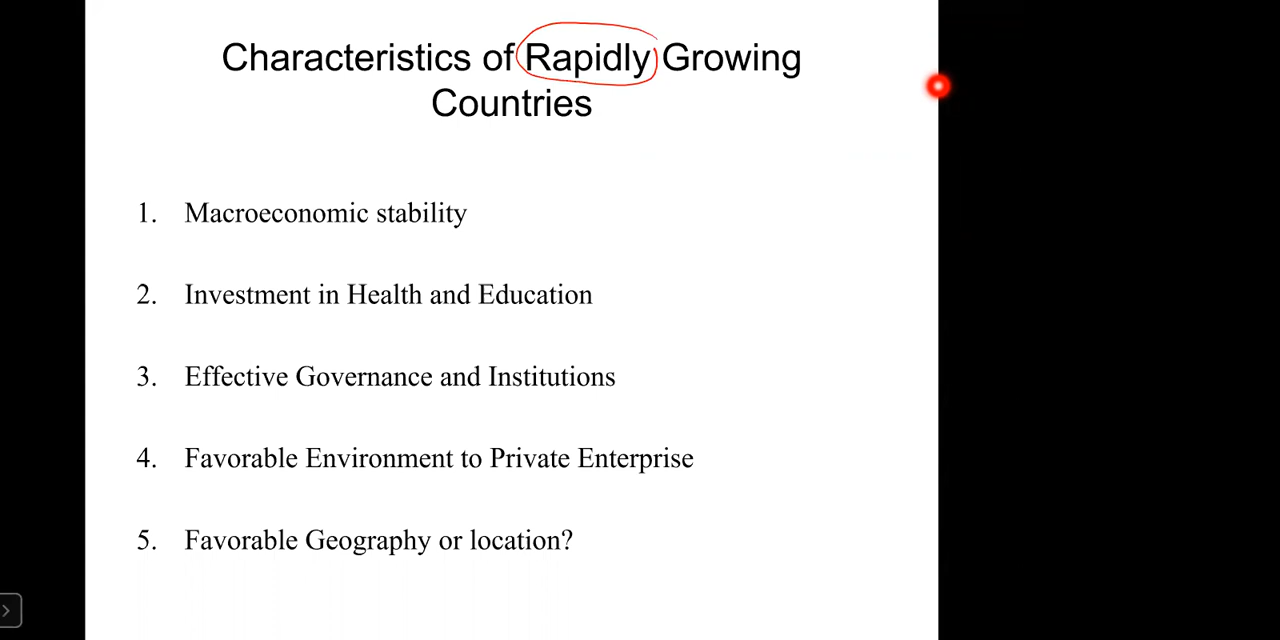 Characteristics of Rapidly Growing
Countries
1. Macroeconomic stability
2. Investment in Health and Education
3. Effective Governance and Institutions
4. Favorable Environment to Private Enterprise
5. Favorable Geography or location?